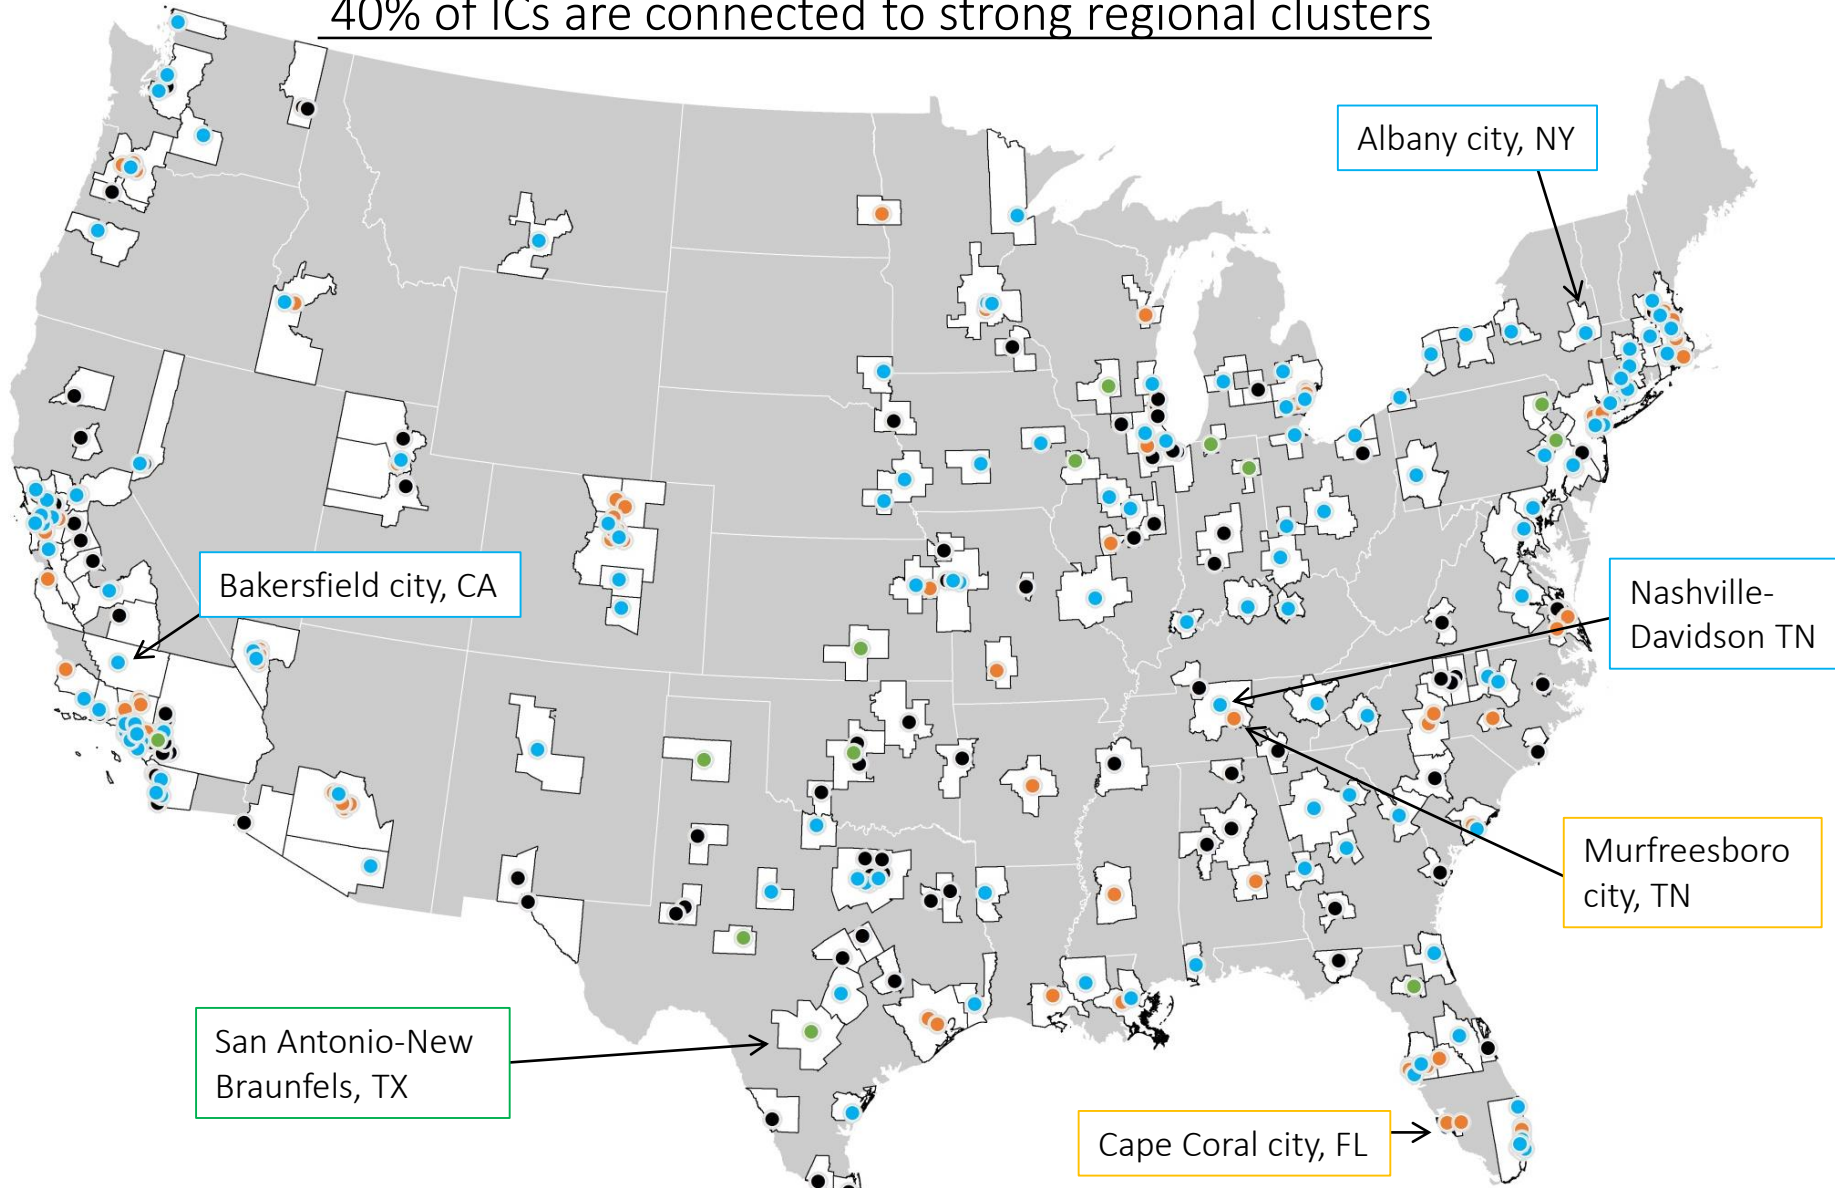 40% of ICs are connected to strong regional clusters
Albany city, NY
Bakersfield city, CA
Nashville-
Davidson TN
Murfreesboro
city, TN
San Antonio-New
Braunfels, TX
Cape Coral city, FL